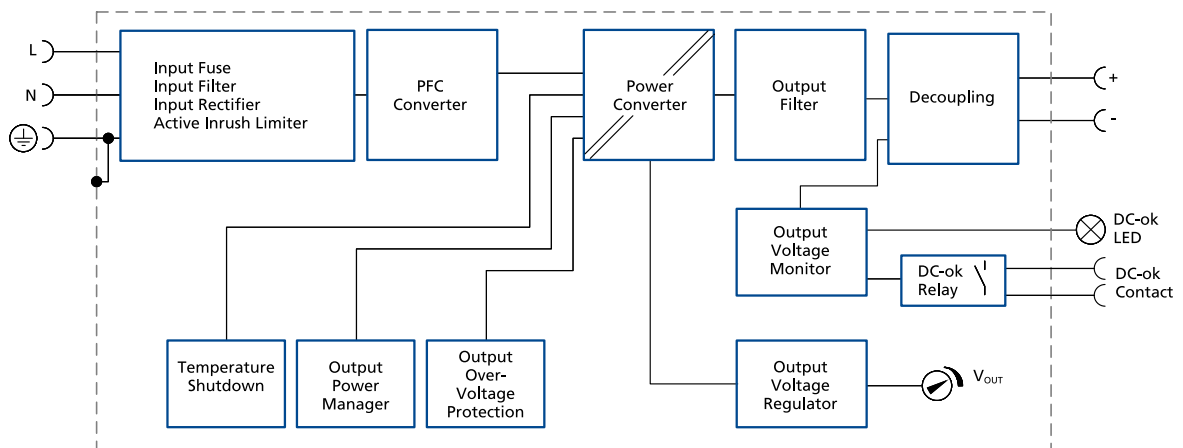 L
N
Input Fuse
Input Filter
Input Rectifier
Active Inrush Limiter
PFC
Converter
Power
Converter
Output
Filter
Decoupling
+
-
Output
Voltage
Monitor
DC-ok
LED
DC-ok
Relay
DC-ok
Contact
Temperature
Shutdown
Output
Power
Manager
Output
Over-
Voltage
Protection
Output
Voltage
Regulator
VOUT